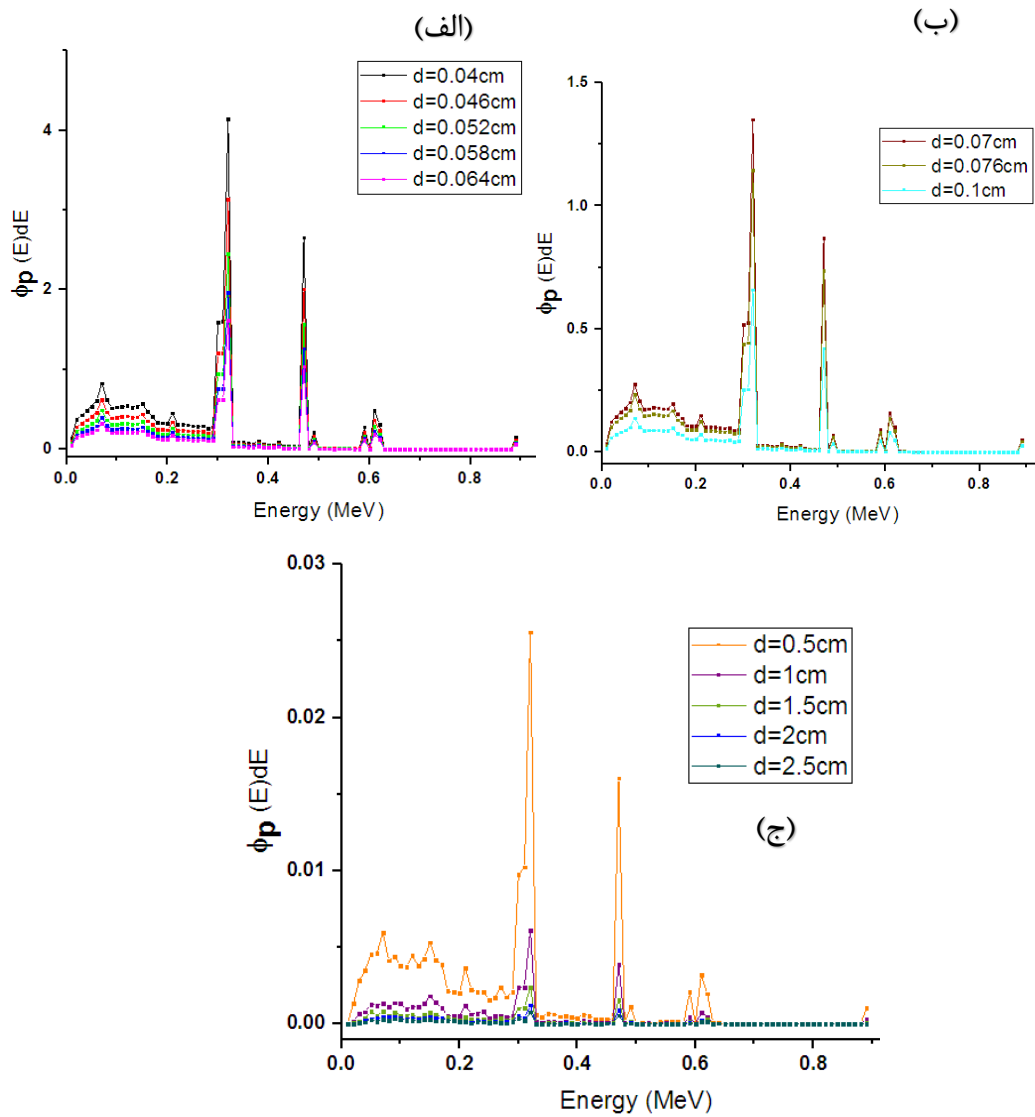 (الف)
d=0.04cm
d=0.046cm
d=0.052cm
d=0.058cm
d=0.064cm
4
2
0
ϕp (E)dE
0.0 0.2 0.4 0.6 0.8
Energy (MeV)
(ب)
d=0.07cm
d=0.076cm
d=0.1cm
1.5
1.0
0.5
0.0
ϕp (E)dE
0.0 0.2 0.4 0.6 0.8
Energy (MeV)
0.03
0.02
0.01
0.00
ϕp (E)dE
d=0.5cm
d=1cm
d=1.5cm
d=2cm
d=2.5cm
(ج)
0.0 0.2 0.4 0.6 0.8
Energy (MeV)